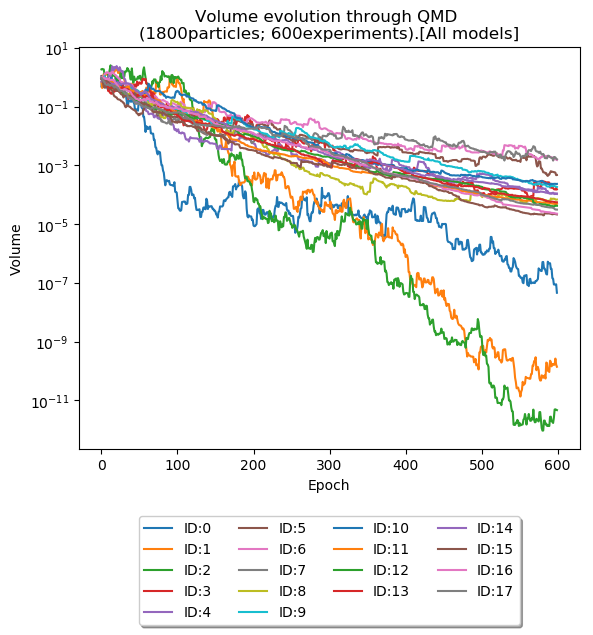 Volume evolution through QMD
(1800particles; 600experiments).[All models]
10^1
10^-1
10^-3
10^-5
10^-7
10^-9
10^-11
Volume
0 100 200 300 400 500 600
Epoch
ID:0 ID:5 ID:10 ID:14
ID:1 ID:6 ID:11 ID:15
ID:2 ID:7 ID:12 ID:16
ID:3 ID:8 ID:13 ID:17
ID:4 ID:9